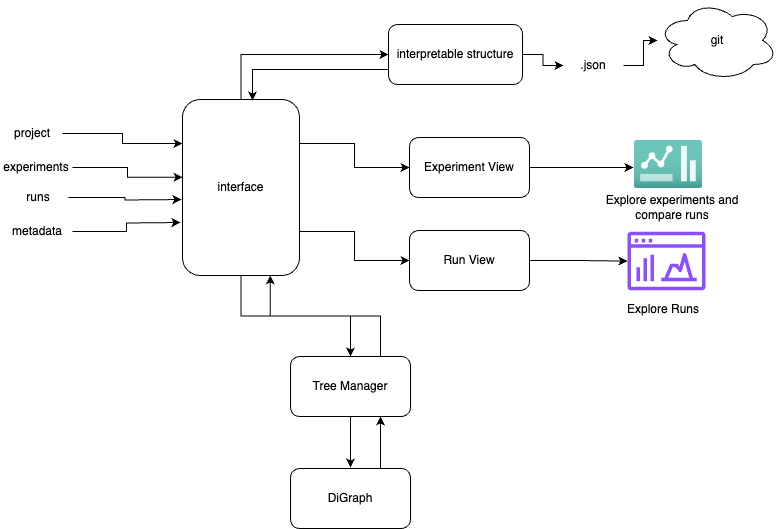 git
interpretable structure
.json
project
experiments
runs
metadata
interface
Experiment View
Explore experiments and
compare runs
Run View
Explore Runs
Tree Manager
DiGraph